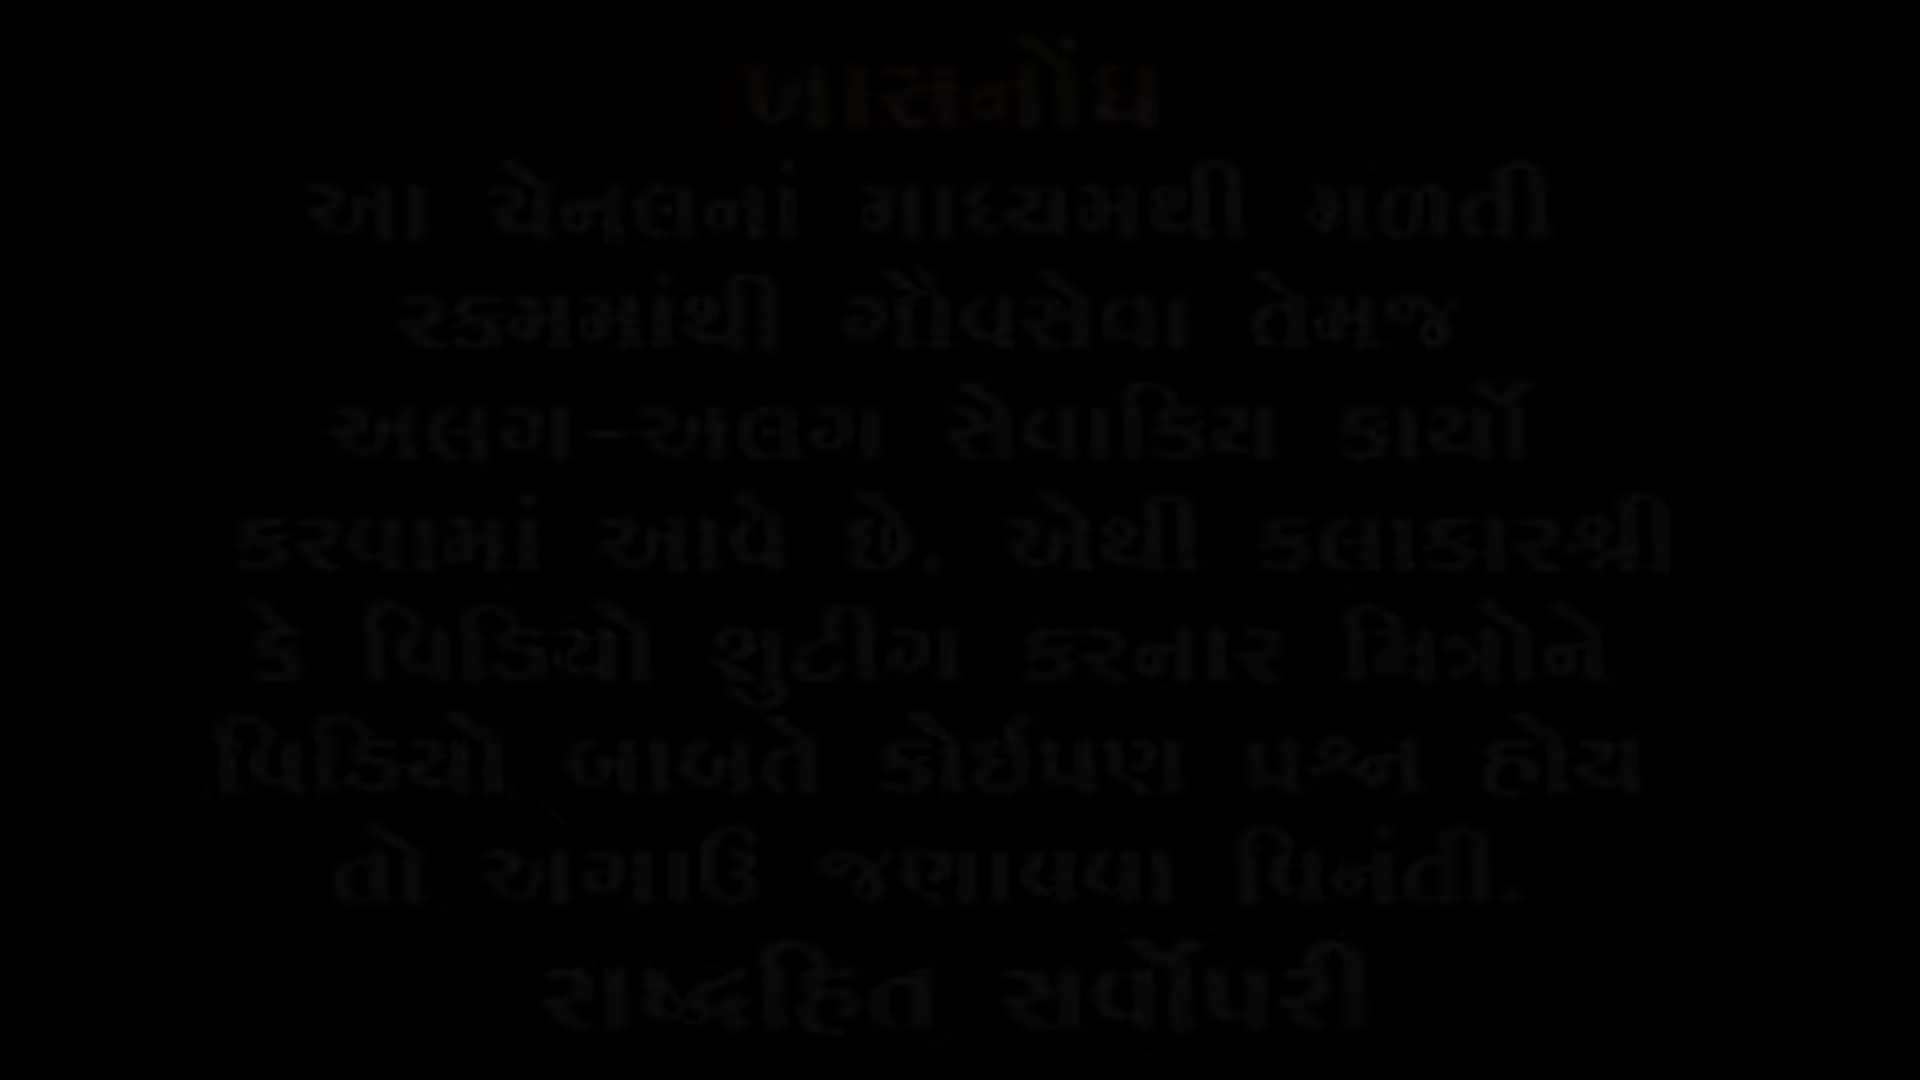 ખાસનોંધ
આ ચેનલનાં માધ્યમથી મળતી
રકમમાંથી ગૌવસેવા તેમજ
અલગ-અલગ સેવાકિય કાર્યો
કરવામાં આવે છે. એથી કલાકારશ્રી
કે વિડિયો શુટીગ કરનાર મિત્રોને
વિડિયો બાબતે કોઈપણ પ્રશ્ન હોય
તો અગાઉ જણાવવા વિનંતી.
રાષ્ટ્રહિત સર્વોપરી